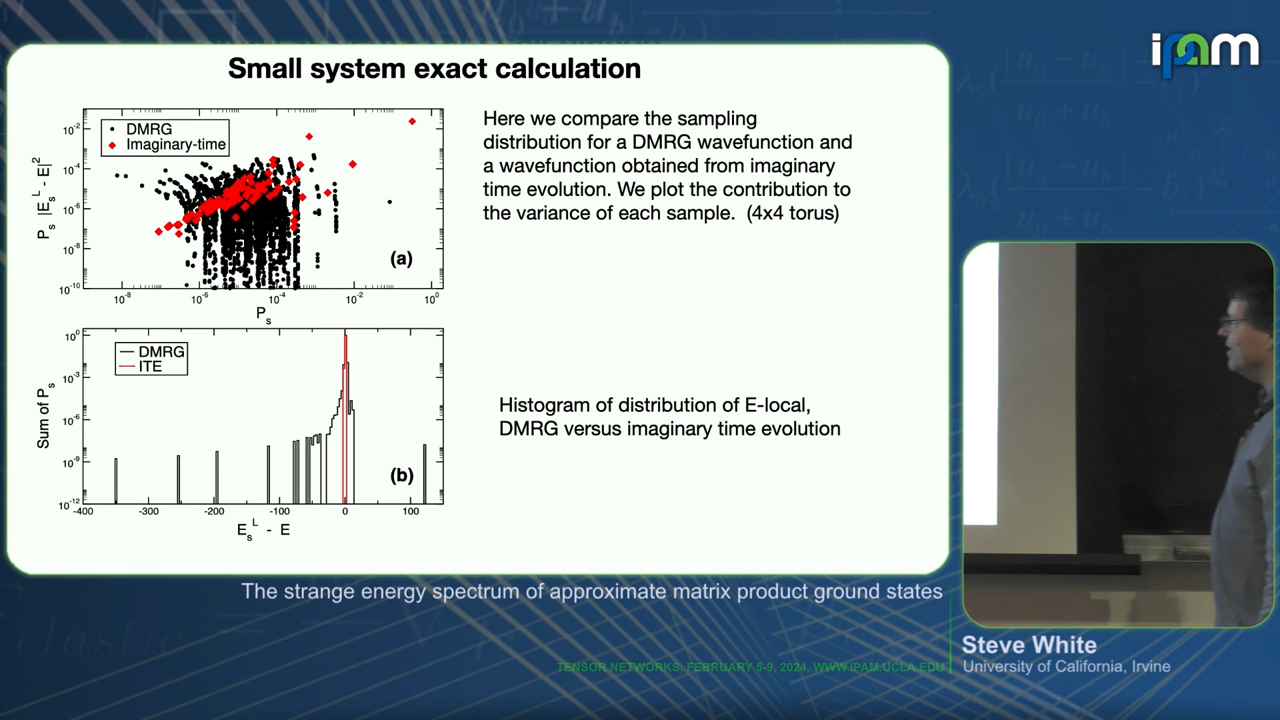 ipam
Small system exact calculation
DMRG
Imaginary-time
10^-2
10^-4
10^-6
10^-8
10^-10
P_s |E_s^L - E|^2
(a)
10^-8
10^-6
10^-4
10^-2
10^0
P_s
Here we compare the sampling
distribution for a DMRG wavefunction and
a wavefunction obtained from imaginary
time evolution. We plot the contribution to
the variance of each sample. (4x4 torus)
DMRG
ITE
10^0
10^-3
10^-6
10^-9
10^-12
Sum of P_s
(b)
-400
-300
-200
-100
0
100
E_s^L - E
Histogram of distribution of E-local,
DMRG versus imaginary time evolution
The strange energy spectrum of approximate matrix product ground states
Steve White
University of California, Irvine
TENSOR NETWORKS, FEBRUARY 5-9, 2024, WWW.IPAM.UCLA.EDU